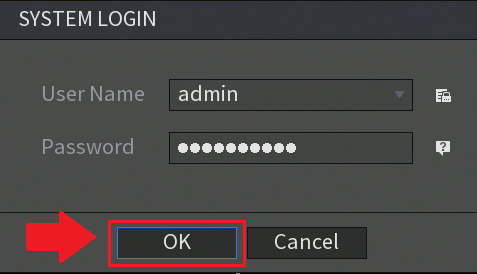 SYSTEM LOGIN
User Name admin
Password ●●●●●●●●●●
OK Cancel